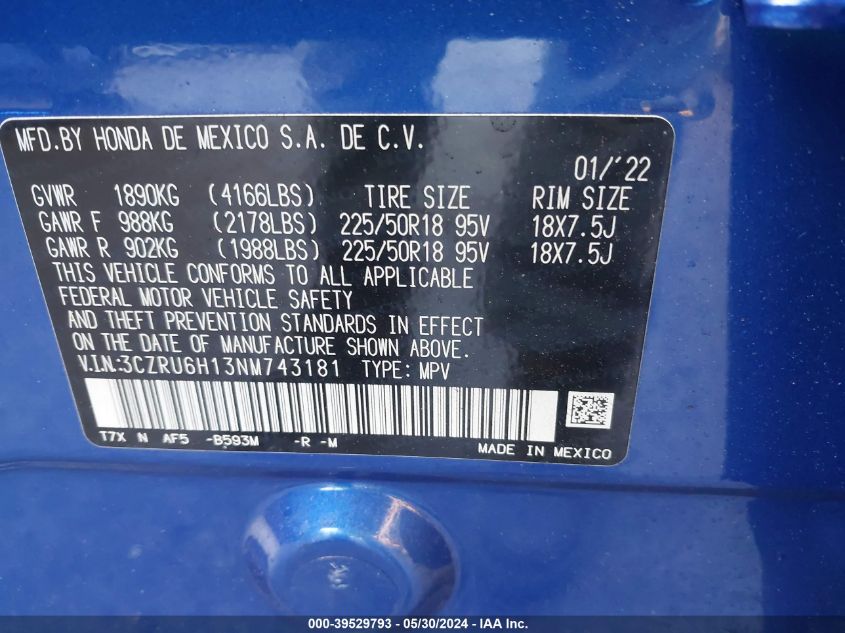 MFD.BY HONDA DE MEXICO S.A. DE C.V.
01/'22
GVWR 1890KG (4166LBS) TIRE SIZE RIM SIZE
GAWR F 988KG (2178LBS) 225/50R18 95V 18X7.5J
GAWR R 902KG (1988LBS) 225/50R18 95V 18X7.5J
THIS VEHICLE CONFORMS TO ALL APPLICABLE
FEDERAL MOTOR VEHICLE SAFETY
AND THEFT PREVENTION STANDARDS IN EFFECT
ON THE DATE OF MANUFACTURE SHOWN ABOVE.
V.I.N:3CZRU6H13NM743181 TYPE: MPV
T7X N AF5 -B593M -R -M
MADE IN MEXICO
000-39529793 - 05/30/2024 - IAA Inc.